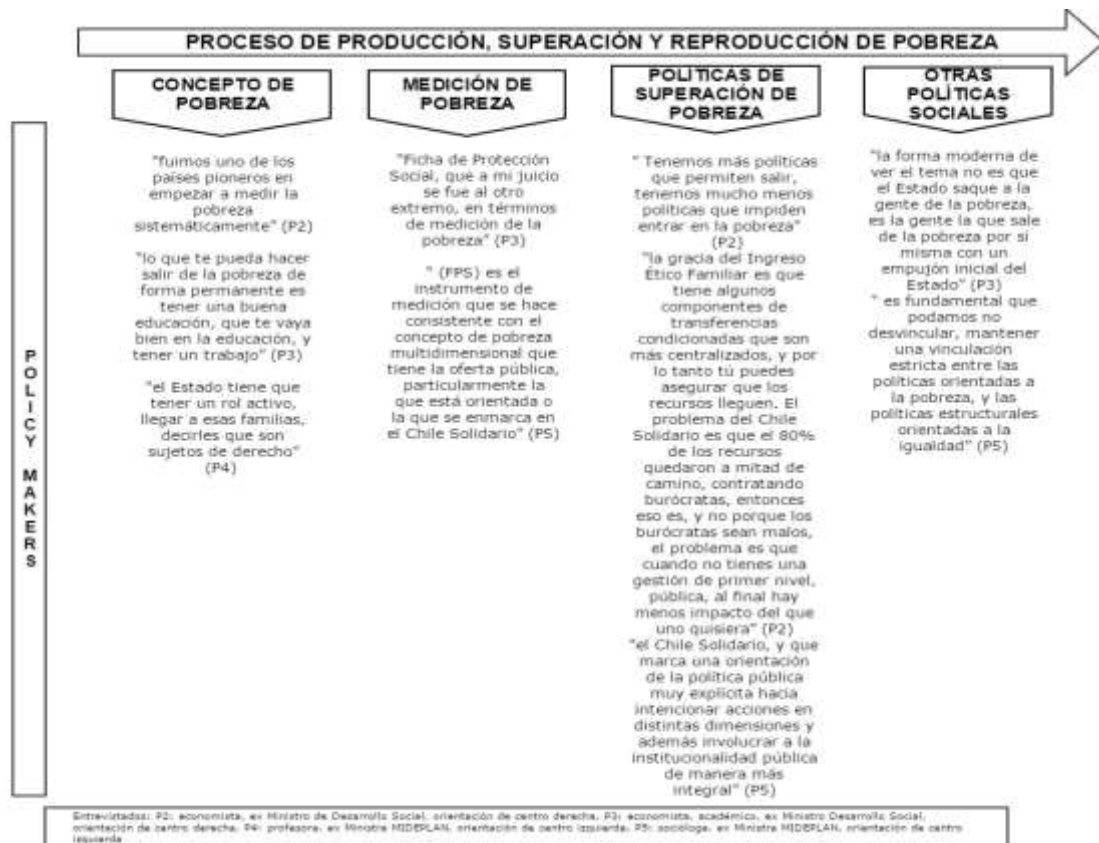 PROCESO DE PRODUCCIÓN, SUPERACIÓN Y REPRODUCCIÓN DE POBREZA
CONCEPTO DE
POBREZA
MEDICIÓN DE
POBREZA
POLÍTICAS DE
SUPERACIÓN DE
POBREZA
OTRAS
POLÍTICAS
SOCIALES
POLICY MAKERS
"fuimos uno de los
países pioneros en
empezar a medir la
pobreza
sistemáticamente" (P2)
"lo que te pueda hacer
salir de la pobreza de
forma permanente es
tener una buena
educación, que te vaya
bien en la educación, y
tener un trabajo" (P3)
"el Estado tiene que
tener un rol activo,
llegar a esas familias,
decirles que son
sujetos de derecho"
(P4)
"Ficha de Protección
Social, que a mi juicio
se fue al otro
extremo, en términos
de medición de la
pobreza" (P3)
" (FPS) es el
instrumento de
medición que se hace
consistente con el
concepto de pobreza
multidimensional que
tiene la oferta pública,
particularmente la
que está orientada o
la que se enmarca en
el Chile Solidario" (P5)
" Tenemos más políticas
que permiten salir,
tenemos mucho menos
políticas que impiden
entrar en la pobreza"
(P2)
"la gracia del Ingreso
Ético Familiar es que
tiene algunos
componentes de
transferencias
condicionadas que son
más centralizados, y por
lo tanto tú puedes
asegurar que los
recursos lleguen. El
problema del Chile
Solidario es que el 80%
de los recursos
quedaron a mitad de
camino, contratando
burócratas, entonces
eso es, y no porque los
burócratas sean malos,
el problema es que
cuando no tienes una
gestión de primer nivel,
pública, al final hay
menos impacto del que
uno quisiera" (P2)
"el Chile Solidario, y que
marca una orientación
de la política pública
muy explícita hacia
intencionar acciones en
distintas dimensiones y
además involucrar a la
institucionalidad pública
de manera más
integral" (P5)
"la forma moderna de
ver el tema no es que
el Estado saque a la
gente de la pobreza,
es la gente la que sale
de la pobreza por si
misma con un
empujón inicial del
Estado" (P3)
" es fundamental que
podamos no
desvincular, mantener
una vinculación
estricta entre las
políticas orientadas a
la pobreza, y las
políticas estructurales
orientadas a la
igualdad" (P5)
Entrevistados: P2: economista, ex Ministro de Desarrollo Social, orientación de centro derecha. P3: economista, académico, ex Ministro Desarrollo Social,
orientación de centro derecha. P4: profesora, ex Ministra MIDEPLAN, orientación de centro izquierda. P5: socióloga, ex Ministra MIDEPLAN, orientación de centro
izquierda